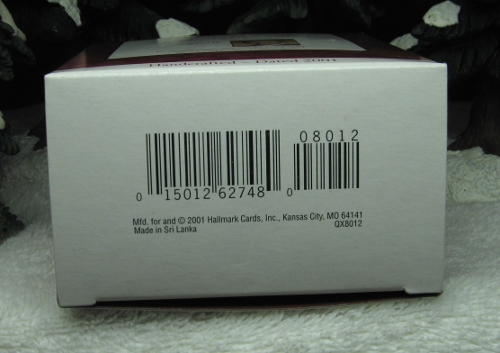 Handcrafted ~ Dated 2001
08012
0 15012 62748 0
Mfd. for and © 2001 Hallmark Cards, Inc., Kansas City, MO 64141
Made in Sri Lanka QX8012